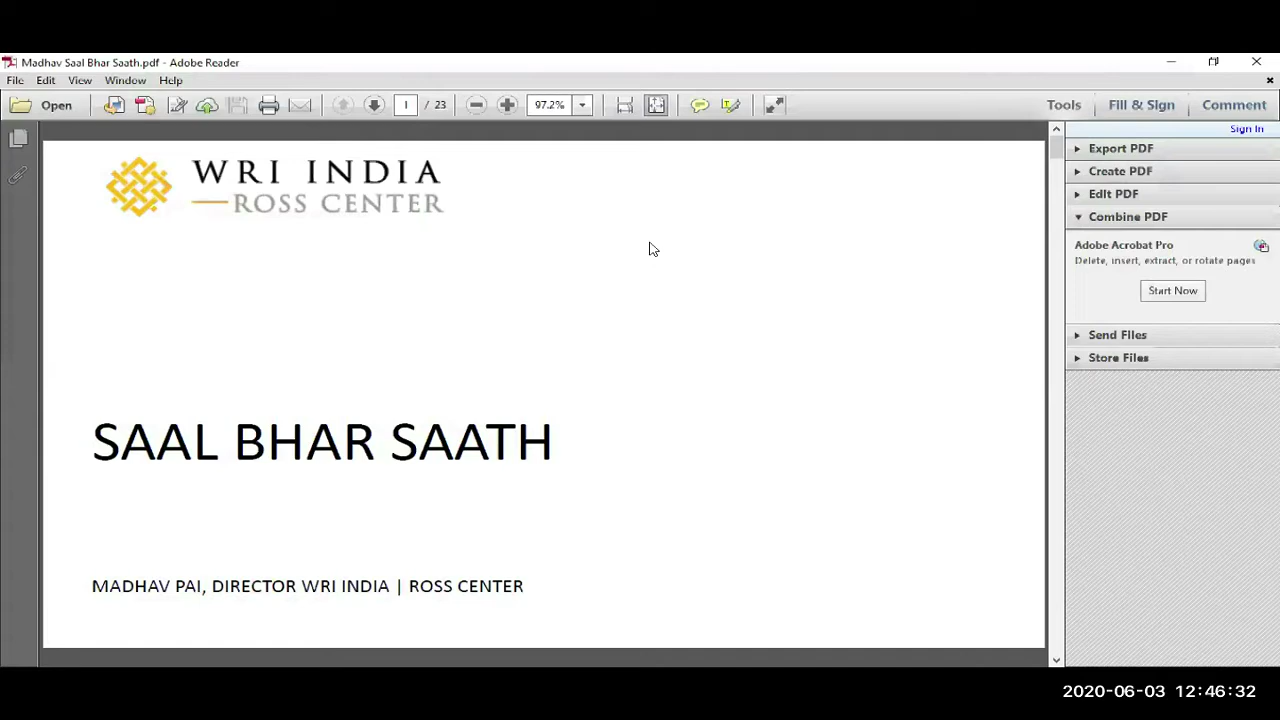 Madhav Saal Bhar Saath.pdf - Adobe Reader
File Edit View Window Help
Open 1 / 23 97.2% Tools Fill & Sign Comment
Sign In
Export PDF
Create PDF
Edit PDF
Combine PDF
Adobe Acrobat Pro
Delete, insert, extract, or rotate pages
Start Now
Send Files
Store Files
WRI INDIA
ROSS CENTER
SAAL BHAR SAATH
MADHAV PAI, DIRECTOR WRI INDIA | ROSS CENTER
2020-06-03 12:46:32